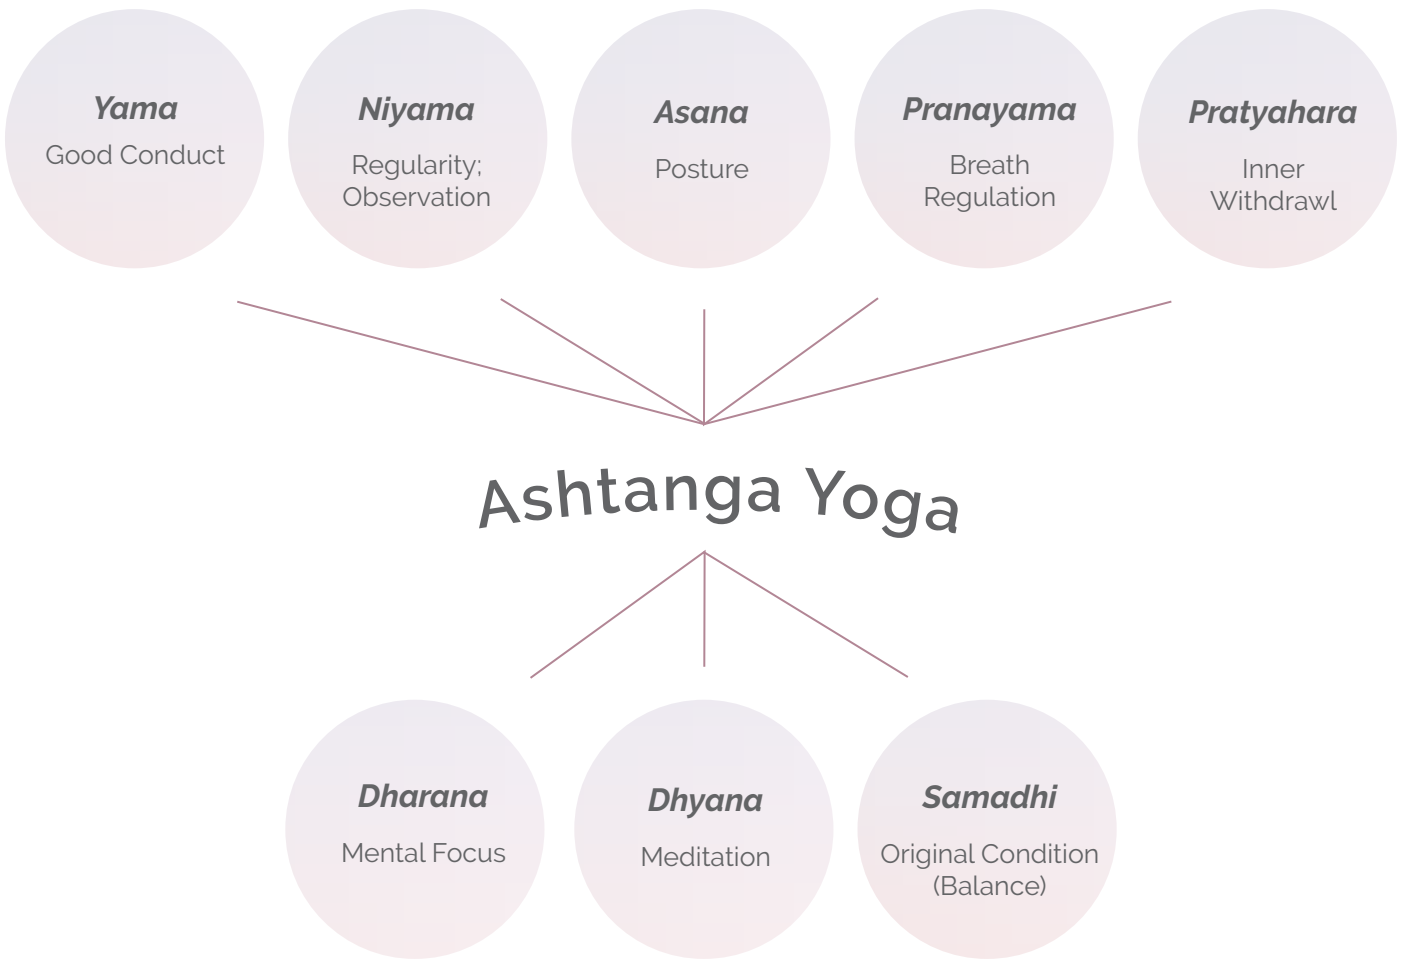 Yama
Good Conduct
Niyama
Regularity;
Observation
Asana
Posture
Pranayama
Breath
Regulation
Pratyahara
Inner
Withdrawl
Ashtanga Yoga
Dharana
Mental Focus
Dhyana
Meditation
Samadhi
Original Condition
(Balance)